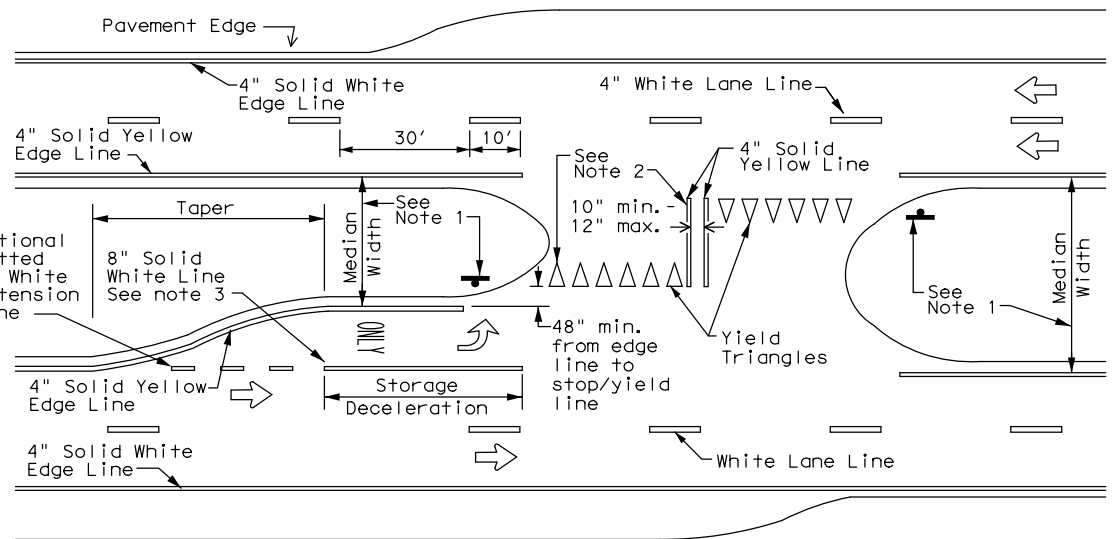 Pavement Edge
4" Solid White
Edge Line
4" White Lane Line
4" Solid Yellow
Edge Line
30'
10'
See
Note 2
4" Solid
Yellow Line
Taper
See
Note 1
10" min.
12" max.
Median
Width
8" Solid
White Line
See note 3
ONLY
48" min.
from edge
line to
stop/yield
line
Yield
Triangles
See
Note 1
Median
Width
4" Solid Yellow
Edge Line
Storage
Deceleration
4" Solid White
Edge Line
White Lane Line
White